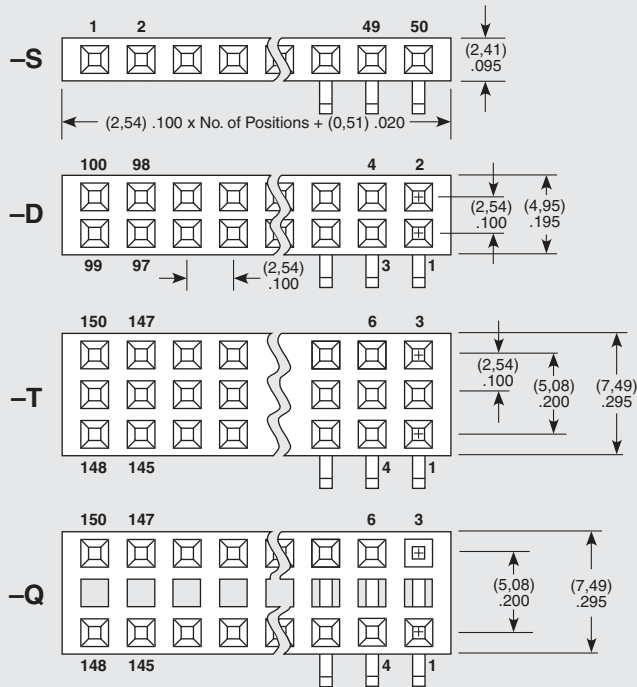 1 2 49 50
–S
(2,41)
.095
(2,54) .100 x No. of Positions + (0,51) .020
100 98 4 2
–D
(2,54)
.100
(4,95)
.195
99 97 3 1
(2,54)
.100
150 147 6 3
–T
(2,54)
.100
(5,08)
.200
(7,49)
.295
148 145 4 1
150 147 6 3
–Q
(5,08)
.200
(7,49)
.295
148 145 4 1